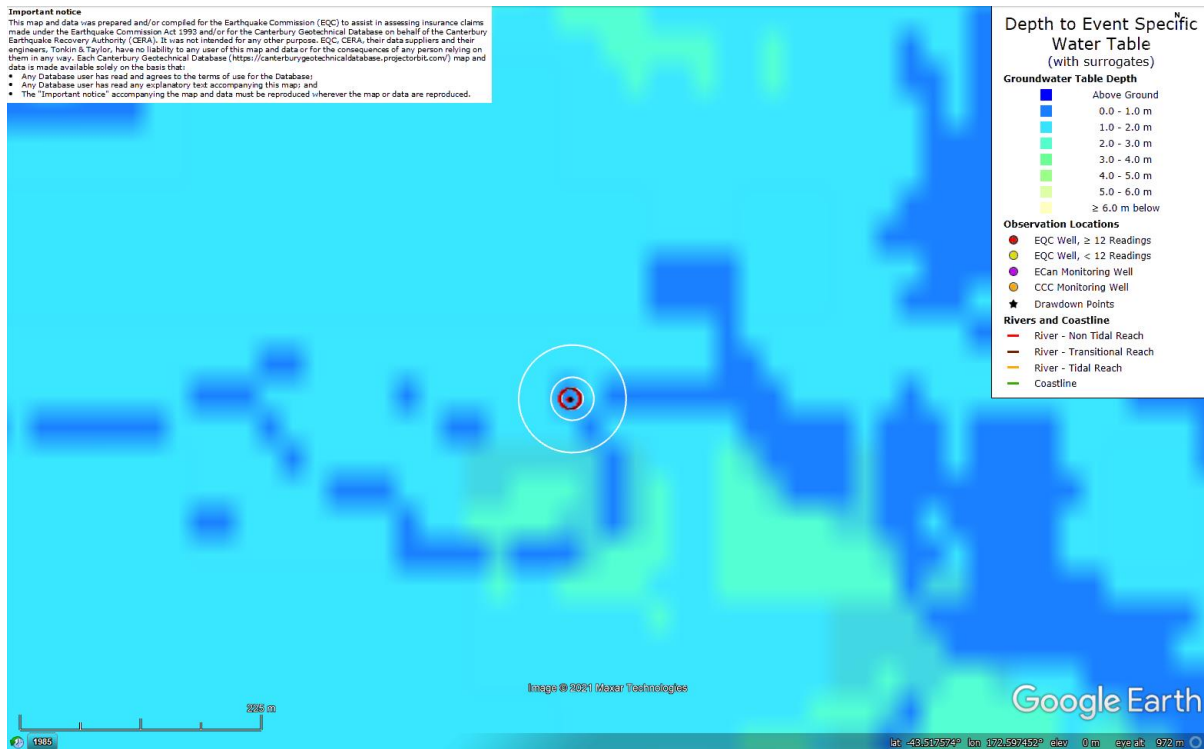 Important notice
This map and data was prepared and/or compiled for the Earthquake Commission (EQC) to assist in assessing insurance claims
made under the Earthquake Commission Act 1993 and/or for the Canterbury Geotechnical Database on behalf of the Canterbury
Earthquake Recovery Authority (CERA). It was not intended for any other purpose. EQC, CERA, their data suppliers and their
engineers, Tonkin & Taylor, have no liability to any user of this map and data or for the consequences of any person relying on
them in any way. Each Canterbury Geotechnical Database (https://canterburygeotechnicaldatabase.projectorbit.com/) map and
data is made available solely on the basis that:
• Any Database user has read and agrees to the terms of use for the Database;
• Any Database user has read any explanatory text accompanying this map; and
• The "Important notice" accompanying the map and data must be reproduced wherever the map or data are reproduced.
N
Depth to Event Specific
Water Table
(with surrogates)
Groundwater Table Depth
Above Ground
0.0 - 1.0 m
1.0 - 2.0 m
2.0 - 3.0 m
3.0 - 4.0 m
4.0 - 5.0 m
5.0 - 6.0 m
≥ 6.0 m below
Observation Locations
EQC Well, ≥ 12 Readings
EQC Well, < 12 Readings
ECan Monitoring Well
CCC Monitoring Well
Drawdown Points
Rivers and Coastline
River - Non Tidal Reach
River - Transitional Reach
River - Tidal Reach
Coastline
Image © 2021 Maxar Technologies
Google Earth
225 m
1985
lat -43.517574° lon 172.597452° elev 0 m eye alt 972 m